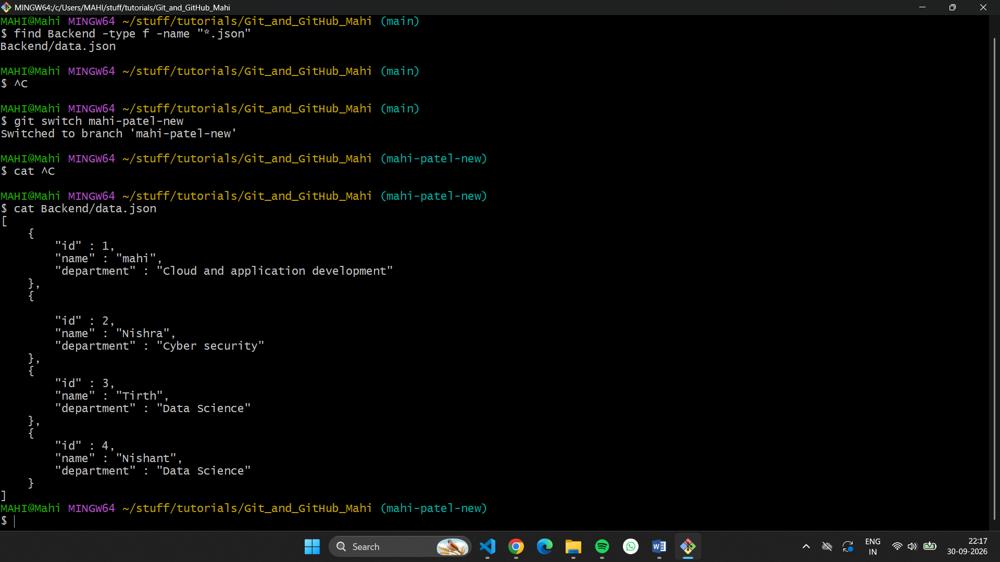 MINGW64:/c/Users/MAHI/stuff/tutorials/Git_and_GitHub_Mahi
MAHI@Mahi MINGW64 ~/stuff/tutorials/Git_and_GitHub_Mahi (main)
$ find Backend -type f -name "*.json"
Backend/data.json
MAHI@Mahi MINGW64 ~/stuff/tutorials/Git_and_GitHub_Mahi (main)
$ ^C
MAHI@Mahi MINGW64 ~/stuff/tutorials/Git_and_GitHub_Mahi (main)
$ git switch mahi-patel-new
Switched to branch 'mahi-patel-new'
MAHI@Mahi MINGW64 ~/stuff/tutorials/Git_and_GitHub_Mahi (mahi-patel-new)
$ cat ^C
MAHI@Mahi MINGW64 ~/stuff/tutorials/Git_and_GitHub_Mahi (mahi-patel-new)
$ cat Backend/data.json
[
    {
        "id" : 1,
        "name" : "mahi",
        "department" : "Cloud and application development"
    },
    {
        "id" : 2,
        "name" : "Nishra",
        "department" : "Cyber security"
    },
    {
        "id" : 3,
        "name" : "Tirth",
        "department" : "Data Science"
    },
    {
        "id" : 4,
        "name" : "Nishant",
        "department" : "Data Science"
    }
]
MAHI@Mahi MINGW64 ~/stuff/tutorials/Git_and_GitHub_Mahi (mahi-patel-new)
$
Search
ENG
IN
22:17
30-09-2026